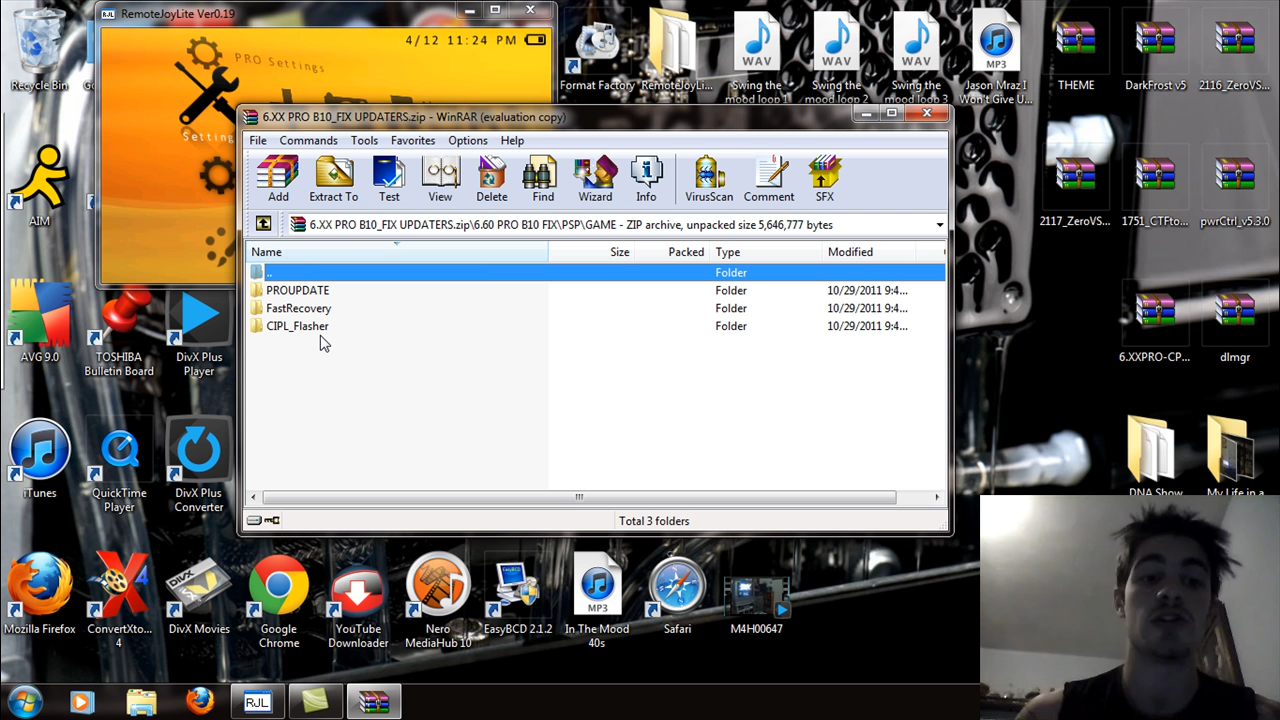 RemoteJoyLite Ver0.19
4/12 11:24 PM
PRO Settings
Setting
Recycle Bin
AIM
AVG 9.0
TOSHIBA
Bulletin Board
DivX Plus
Player
iTunes
QuickTime
Player
DivX Plus
Converter
Format Factory
RemoteJoyLi...
WAV
Swing the
mood loop 1
WAV
Swing the
mood loop 2
WAV
Swing the
mood loop 3
MP3
Jason Mraz I
Won't Give U...
THEME
DarkFrost v5
2116_ZeroVS...
2117_ZeroVS...
1751_CTFto...
pwrCtrl_v5.3.0
6.XXPRO-CP...
dlmgr
DNA Show
My Life in a
6.XX PRO B10_FIX UPDATERS.zip - WinRAR (evaluation copy)
File Commands Tools Favorites Options Help
Add Extract To Test View Delete Find Wizard Info VirusScan Comment SFX
6.XX PRO B10_FIX UPDATERS.zip\6.60 PRO B10 FIX\PSP\GAME - ZIP archive, unpacked size 5,646,777 bytes
Name Size Packed Type Modified
.. Folder
PROUPDATE Folder 10/29/2011 9:4...
FastRecovery Folder 10/29/2011 9:4...
CIPL_Flasher Folder 10/29/2011 9:4...
Total 3 folders
Mozilla Firefox
ConvertXto...
4
DivX Movies
Google
Chrome
YouTube
Downloader
Nero
MediaHub 10
EasyBCD 2.1.2
MP3
In The Mood
40s
Safari
M4H00647
RJL